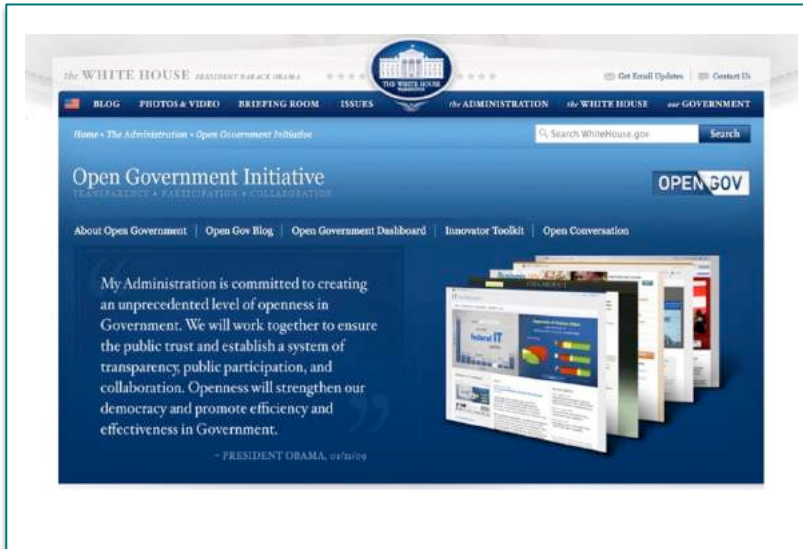 the WHITE HOUSE PRESIDENT BARACK OBAMA
THE WHITE HOUSE
Get Email Updates Contact Us
BLOG PHOTOS & VIDEO BRIEFING ROOM ISSUES the ADMINISTRATION the WHITE HOUSE our GOVERNMENT
Home • The Administration • Open Government Initiative
Search WhiteHouse.gov Search
Open Government Initiative
TRANSPARENCY • PARTICIPATION • COLLABORATION
OPEN GOV
About Open Government | Open Gov Blog | Open Government Dashboard | Innovator Toolkit | Open Conversation
“My Administration is committed to creating
an unprecedented level of openness in
Government. We will work together to ensure
the public trust and establish a system of
transparency, public participation, and
collaboration. Openness will strengthen our
democracy and promote efficiency and
effectiveness in Government.”
– PRESIDENT OBAMA, 01/21/09
federal IT